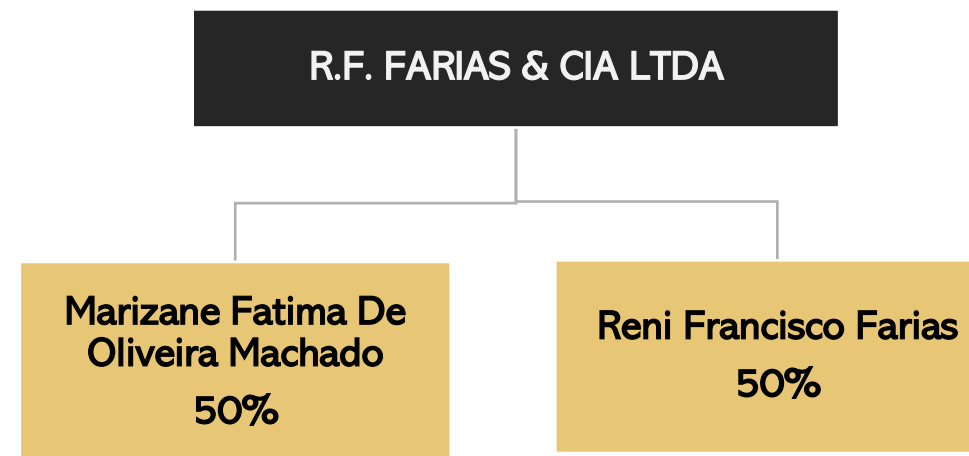 R.F. FARIAS & CIA LTDA
Marizane Fatima De
Oliveira Machado
50%
Reni Francisco Farias
50%